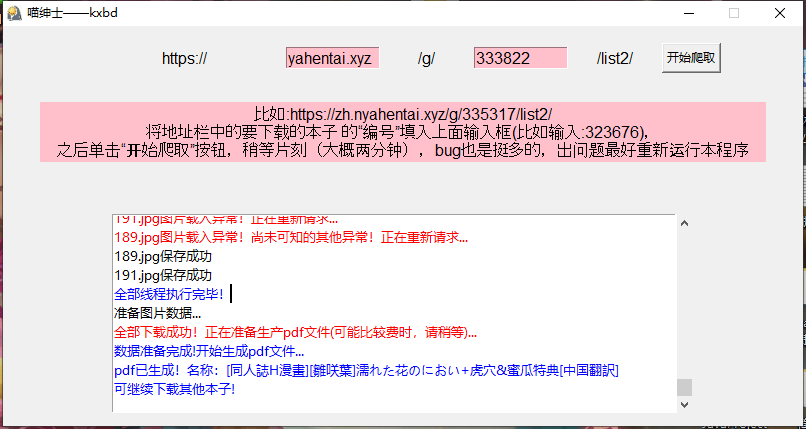 喵绅士——kxbd
https:// yahentai.xyz /g/ 333822 /list2/ 开始爬取
比如:https://zh.nyahentai.xyz/g/335317/list2/
将地址栏中的要下载的本子 的“编号”填入上面输入框(比如输入:323676),
之后单击“开始爬取”按钮，稍等片刻（大概两分钟），bug也是挺多的，出问题最好重新运行本程序
191.jpg图片载入异常！正在重新请求...
189.jpg图片载入异常！尚未可知的其他异常！正在重新请求...
189.jpg保存成功
191.jpg保存成功
全部线程执行完毕！
准备图片数据...
全部下载成功！正在准备生产pdf文件(可能比较费时，请稍等)...
数据准备完成!开始生成pdf文件...
pdf已生成！名称：[同人誌H漫畫][雛咲葉]濡れた花のにおい+虎穴&蜜瓜特典[中国翻訳]
可继续下载其他本子!